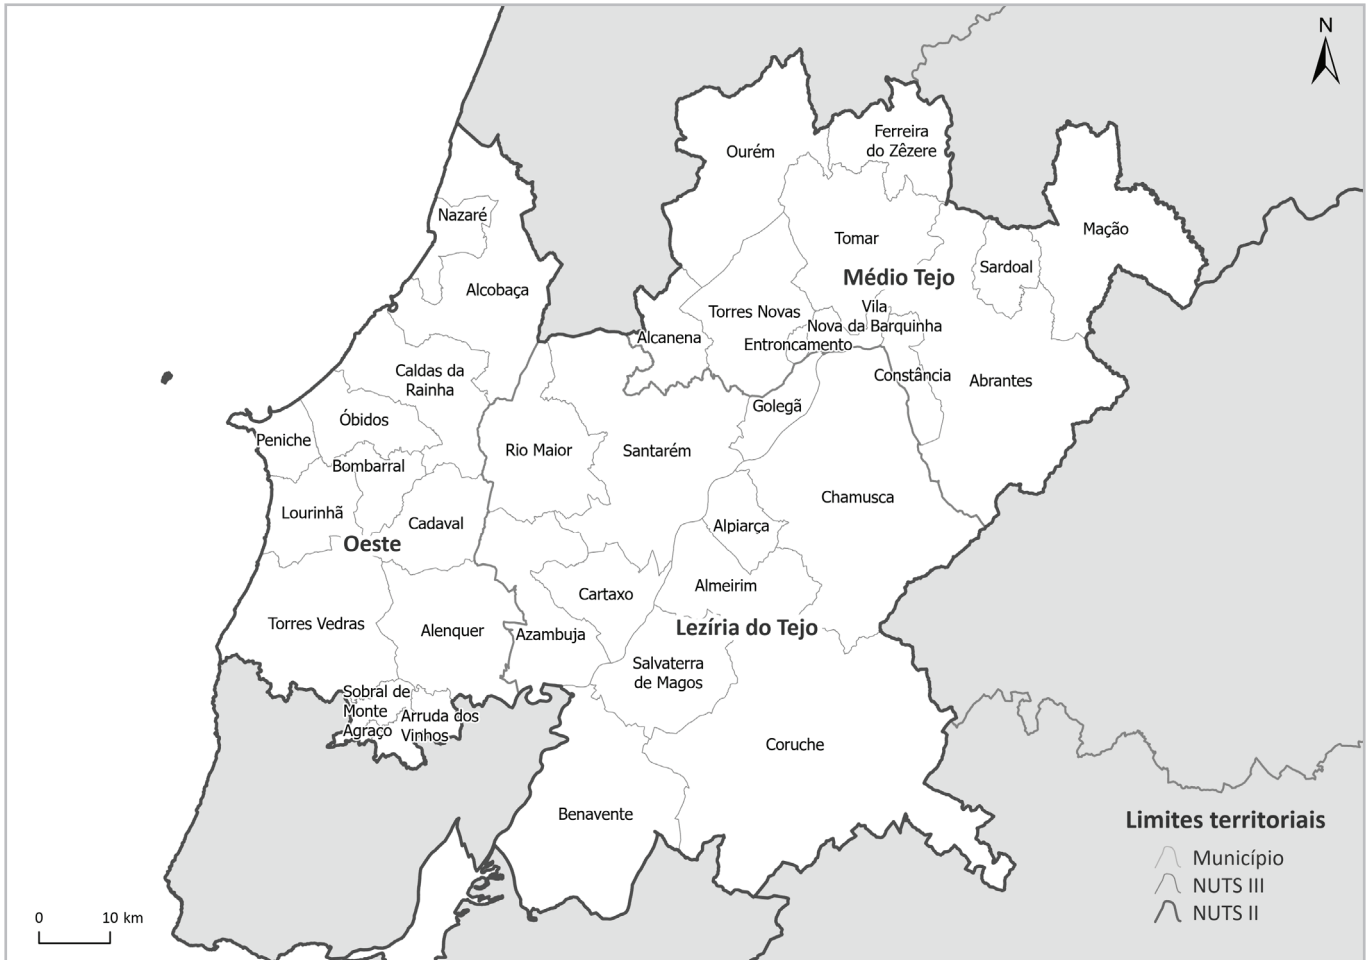 N
Ferreira
do Zêzere
Ourém
Nazaré
Mação
Tomar
Sardoal
Médio Tejo
Alcobaça
Vila
Torres Novas
Nova da Barquinha
Alcanena
Entroncamento
Caldas da
Rainha
Constância
Abrantes
Golegã
Óbidos
Peniche
Rio Maior
Santarém
Bombarral
Chamusca
Lourinhã
Cadaval
Alpiarça
Oeste
Almeirim
Cartaxo
Torres Vedras
Alenquer
Azambuja
Lezíria do Tejo
Salvaterra
de Magos
Sobral de
Monte
Agraço
Arruda dos
Vinhos
Coruche
Benavente
Limites territoriais
Município
NUTS III
NUTS II
0 10 km